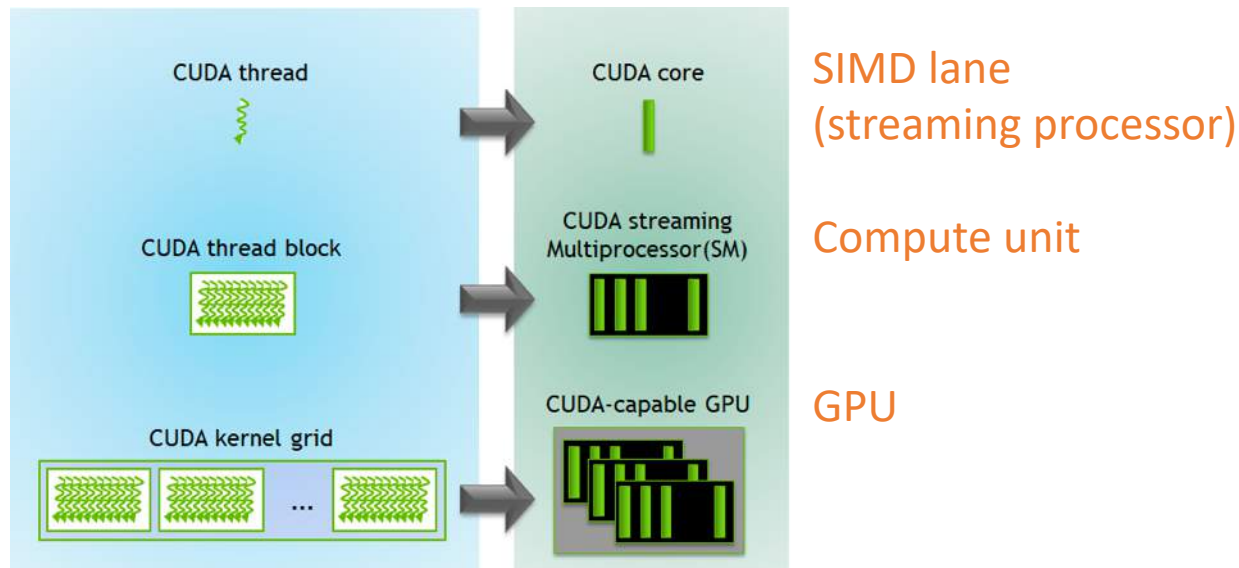 CUDA thread
CUDA core
SIMD lane
(streaming processor)
CUDA thread block
CUDA streaming
Multiprocessor(SM)
Compute unit
CUDA kernel grid
...
CUDA-capable GPU
GPU